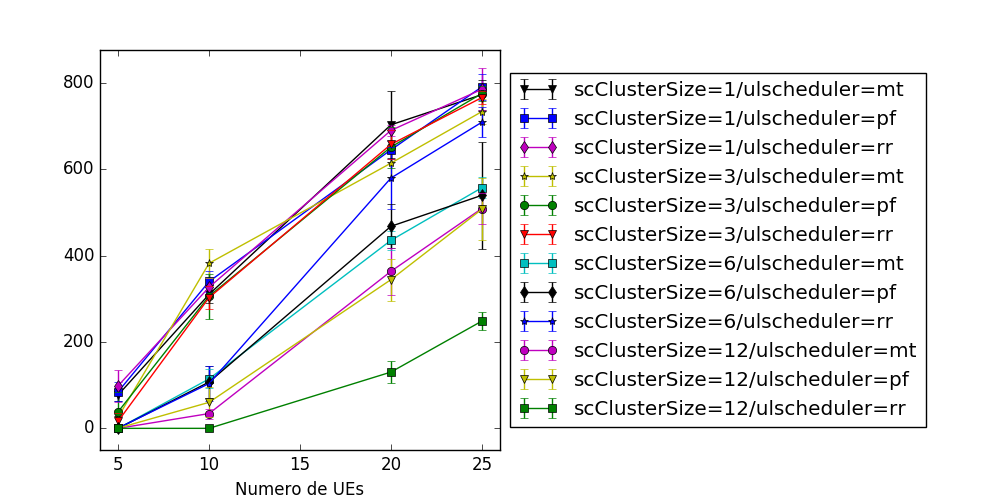 800
600
400
200
0
5
10
15
20
25
Numero de UEs
scClusterSize=1/ulscheduler=mt
scClusterSize=1/ulscheduler=pf
scClusterSize=1/ulscheduler=rr
scClusterSize=3/ulscheduler=mt
scClusterSize=3/ulscheduler=pf
scClusterSize=3/ulscheduler=rr
scClusterSize=6/ulscheduler=mt
scClusterSize=6/ulscheduler=pf
scClusterSize=6/ulscheduler=rr
scClusterSize=12/ulscheduler=mt
scClusterSize=12/ulscheduler=pf
scClusterSize=12/ulscheduler=rr